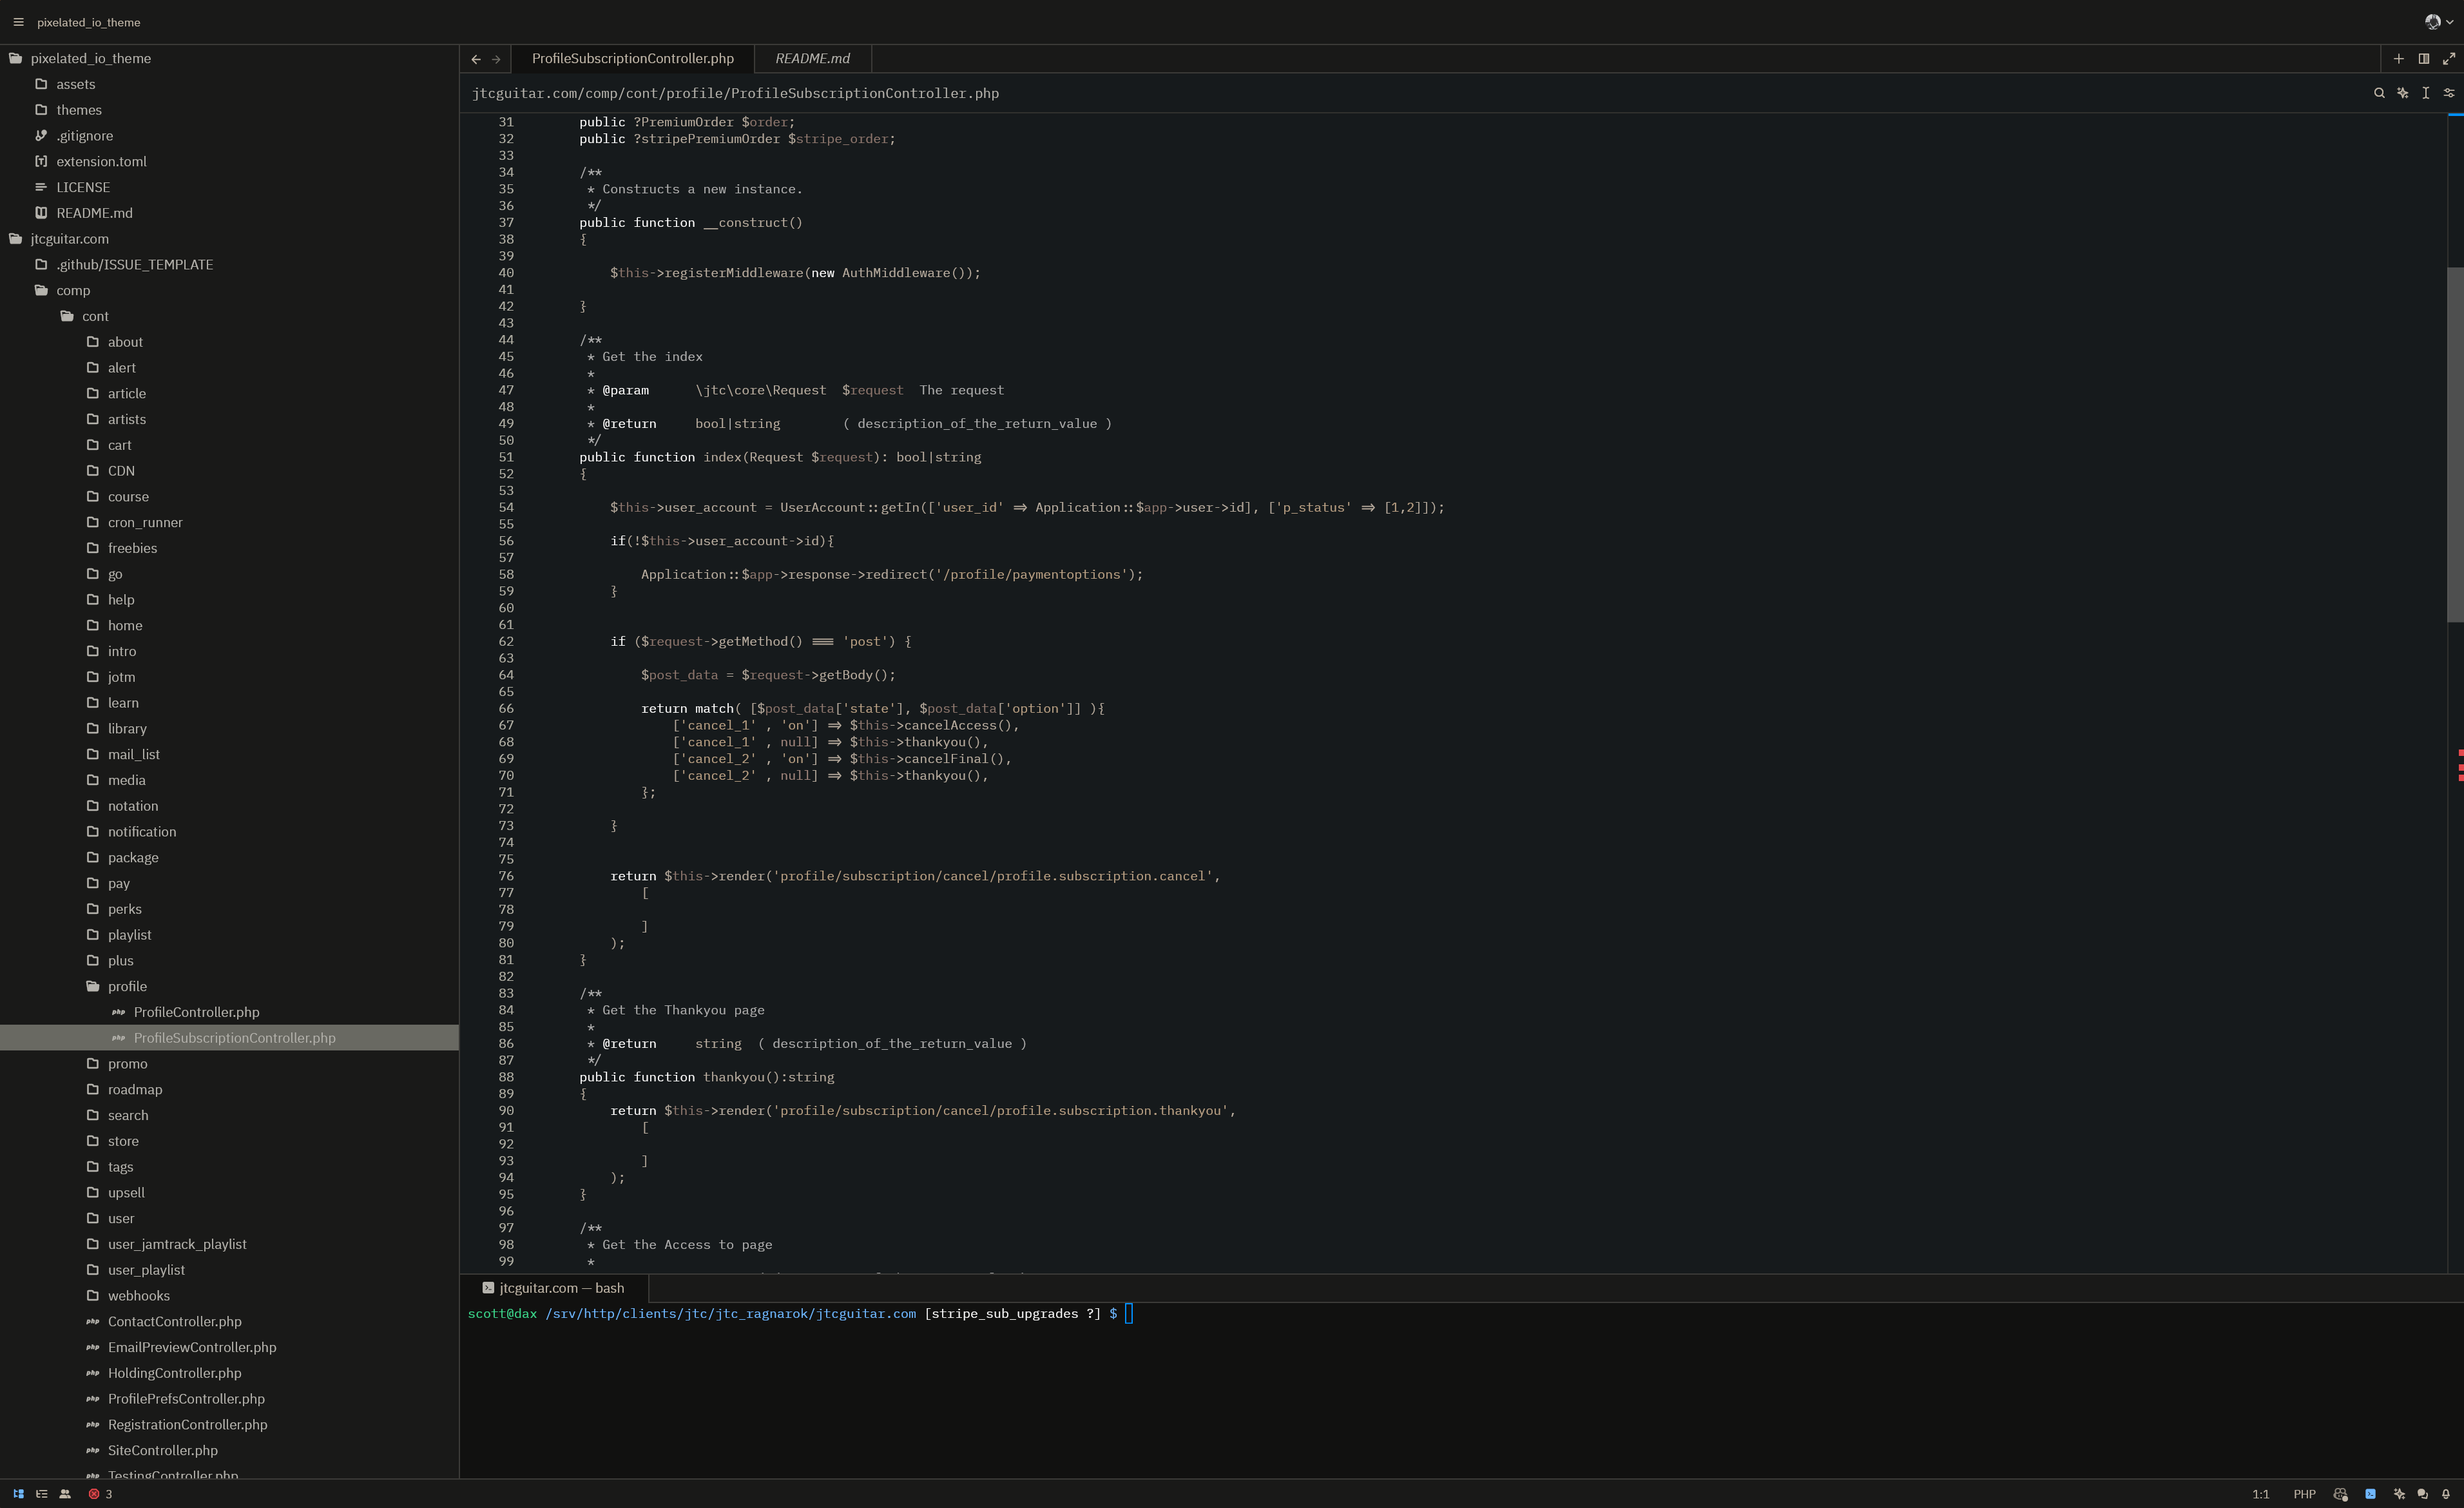 pixelated_io_theme
pixelated_io_theme
assets
themes
.gitignore
extension.toml
LICENSE
README.md
jtcguitar.com
.github/ISSUE_TEMPLATE
comp
cont
about
alert
article
artists
cart
CDN
course
cron_runner
freebies
go
help
home
intro
jotm
learn
library
mail_list
media
notation
notification
package
pay
perks
playlist
plus
profile
php ProfileController.php
php ProfileSubscriptionController.php
promo
roadmap
search
store
tags
upsell
user
user_jamtrack_playlist
user_playlist
webhooks
php ContactController.php
php EmailPreviewController.php
php HoldingController.php
php ProfilePrefsController.php
php RegistrationController.php
php SiteController.php
php TestingController.php
ProfileSubscriptionController.php README.md
jtcguitar.com/comp/cont/profile/ProfileSubscriptionController.php
31 public ?PremiumOrder $order;
32 public ?stripePremiumOrder $stripe_order;
33
34 /**
35 * Constructs a new instance.
36 */
37 public function __construct()
38 {
39
40 $this->registerMiddleware(new AuthMiddleware());
41
42 }
43
44 /**
45 * Get the index
46 *
47 * @param \jtc\core\Request $request The request
48 *
49 * @return bool|string ( description_of_the_return_value )
50 */
51 public function index(Request $request): bool|string
52 {
53
54 $this->user_account = UserAccount::getIn(['user_id' => Application::$app->user->id], ['p_status' => [1,2]]);
55
56 if(!$this->user_account->id){
57
58 Application::$app->response->redirect('/profile/paymentoptions');
59 }
60
61
62 if ($request->getMethod() === 'post') {
63
64 $post_data = $request->getBody();
65
66 return match( [$post_data['state'], $post_data['option']] ){
67 ['cancel_1' , 'on'] => $this->cancelAccess(),
68 ['cancel_1' , null] => $this->thankyou(),
69 ['cancel_2' , 'on'] => $this->cancelFinal(),
70 ['cancel_2' , null] => $this->thankyou(),
71 };
72
73 }
74
75
76 return $this->render('profile/subscription/cancel/profile.subscription.cancel',
77 [
78
79 ]
80 );
81 }
82
83 /**
84 * Get the Thankyou page
85 *
86 * @return string ( description_of_the_return_value )
87 */
88 public function thankyou():string
89 {
90 return $this->render('profile/subscription/cancel/profile.subscription.thankyou',
91 [
92
93 ]
94 );
95 }
96
97 /**
98 * Get the Access to page
99 *
jtcguitar.com — bash
scott@dax /srv/http/clients/jtc/jtc_ragnarok/jtcguitar.com [stripe_sub_upgrades ?] $
3 1:1 PHP